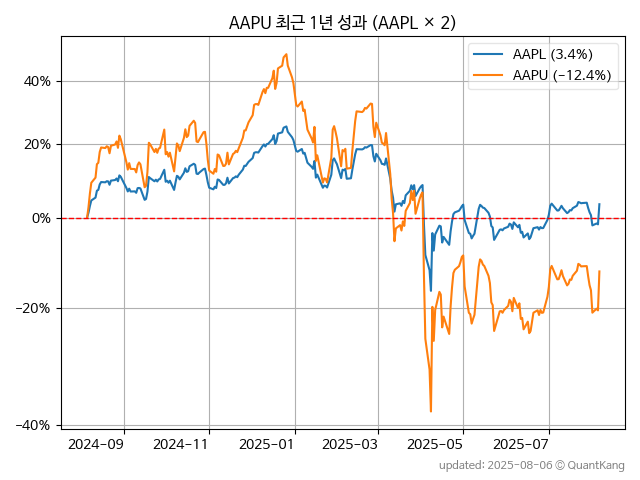 AAPU 최근 1년 성과 (AAPL × 2)
AAPL (3.4%)
AAPU (−12.4%)
40%
20%
0%
−20%
−40%
2024−09
2024−11
2025−01
2025−03
2025−05
2025−07
updated: 2025-08-06 © QuantKang